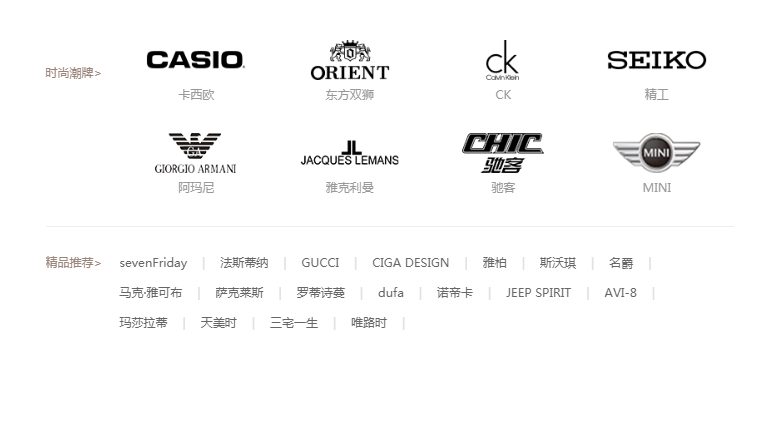 时尚潮牌>
CASIO
ORIENT
ck
Calvin Klein
SEIKO
卡西欧
东方双狮
CK
精工
GIORGIO ARMANI
JACQUES LEMANS
CHIC
驰客
MINI
阿玛尼
雅克利曼
驰客
MINI
精品推荐> sevenFriday | 法斯蒂纳 | GUCCI | CIGA DESIGN | 雅柏 | 斯沃琪 | 名爵 |
马克·雅可布 | 萨克莱斯 | 罗蒂诗蔓 | dufa | 诺帝卡 | JEEP SPIRIT | AVI-8 |
玛莎拉蒂 | 天美时 | 三宅一生 | 唯路时 |